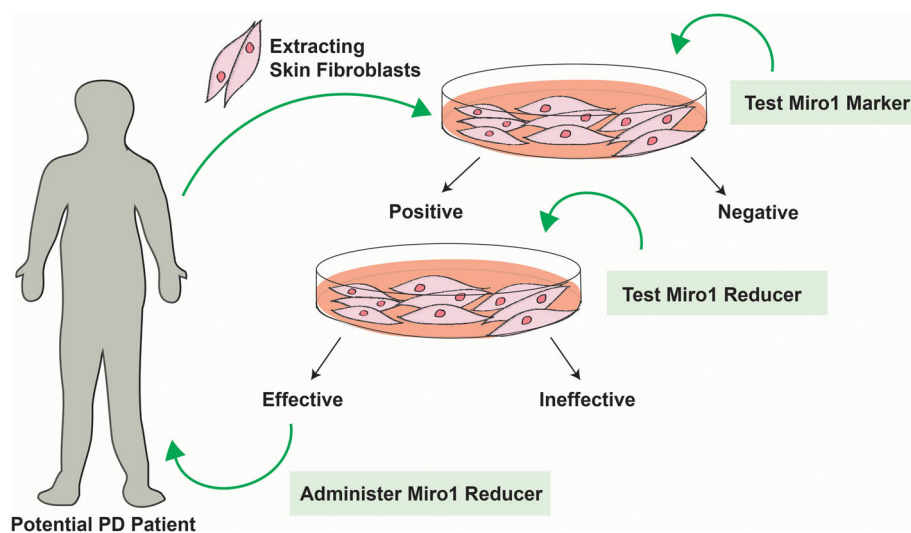 Extracting
Skin Fibroblasts
Test Miro1 Marker
Positive
Negative
Test Miro1 Reducer
Effective
Ineffective
Administer Miro1 Reducer
Potential PD Patient